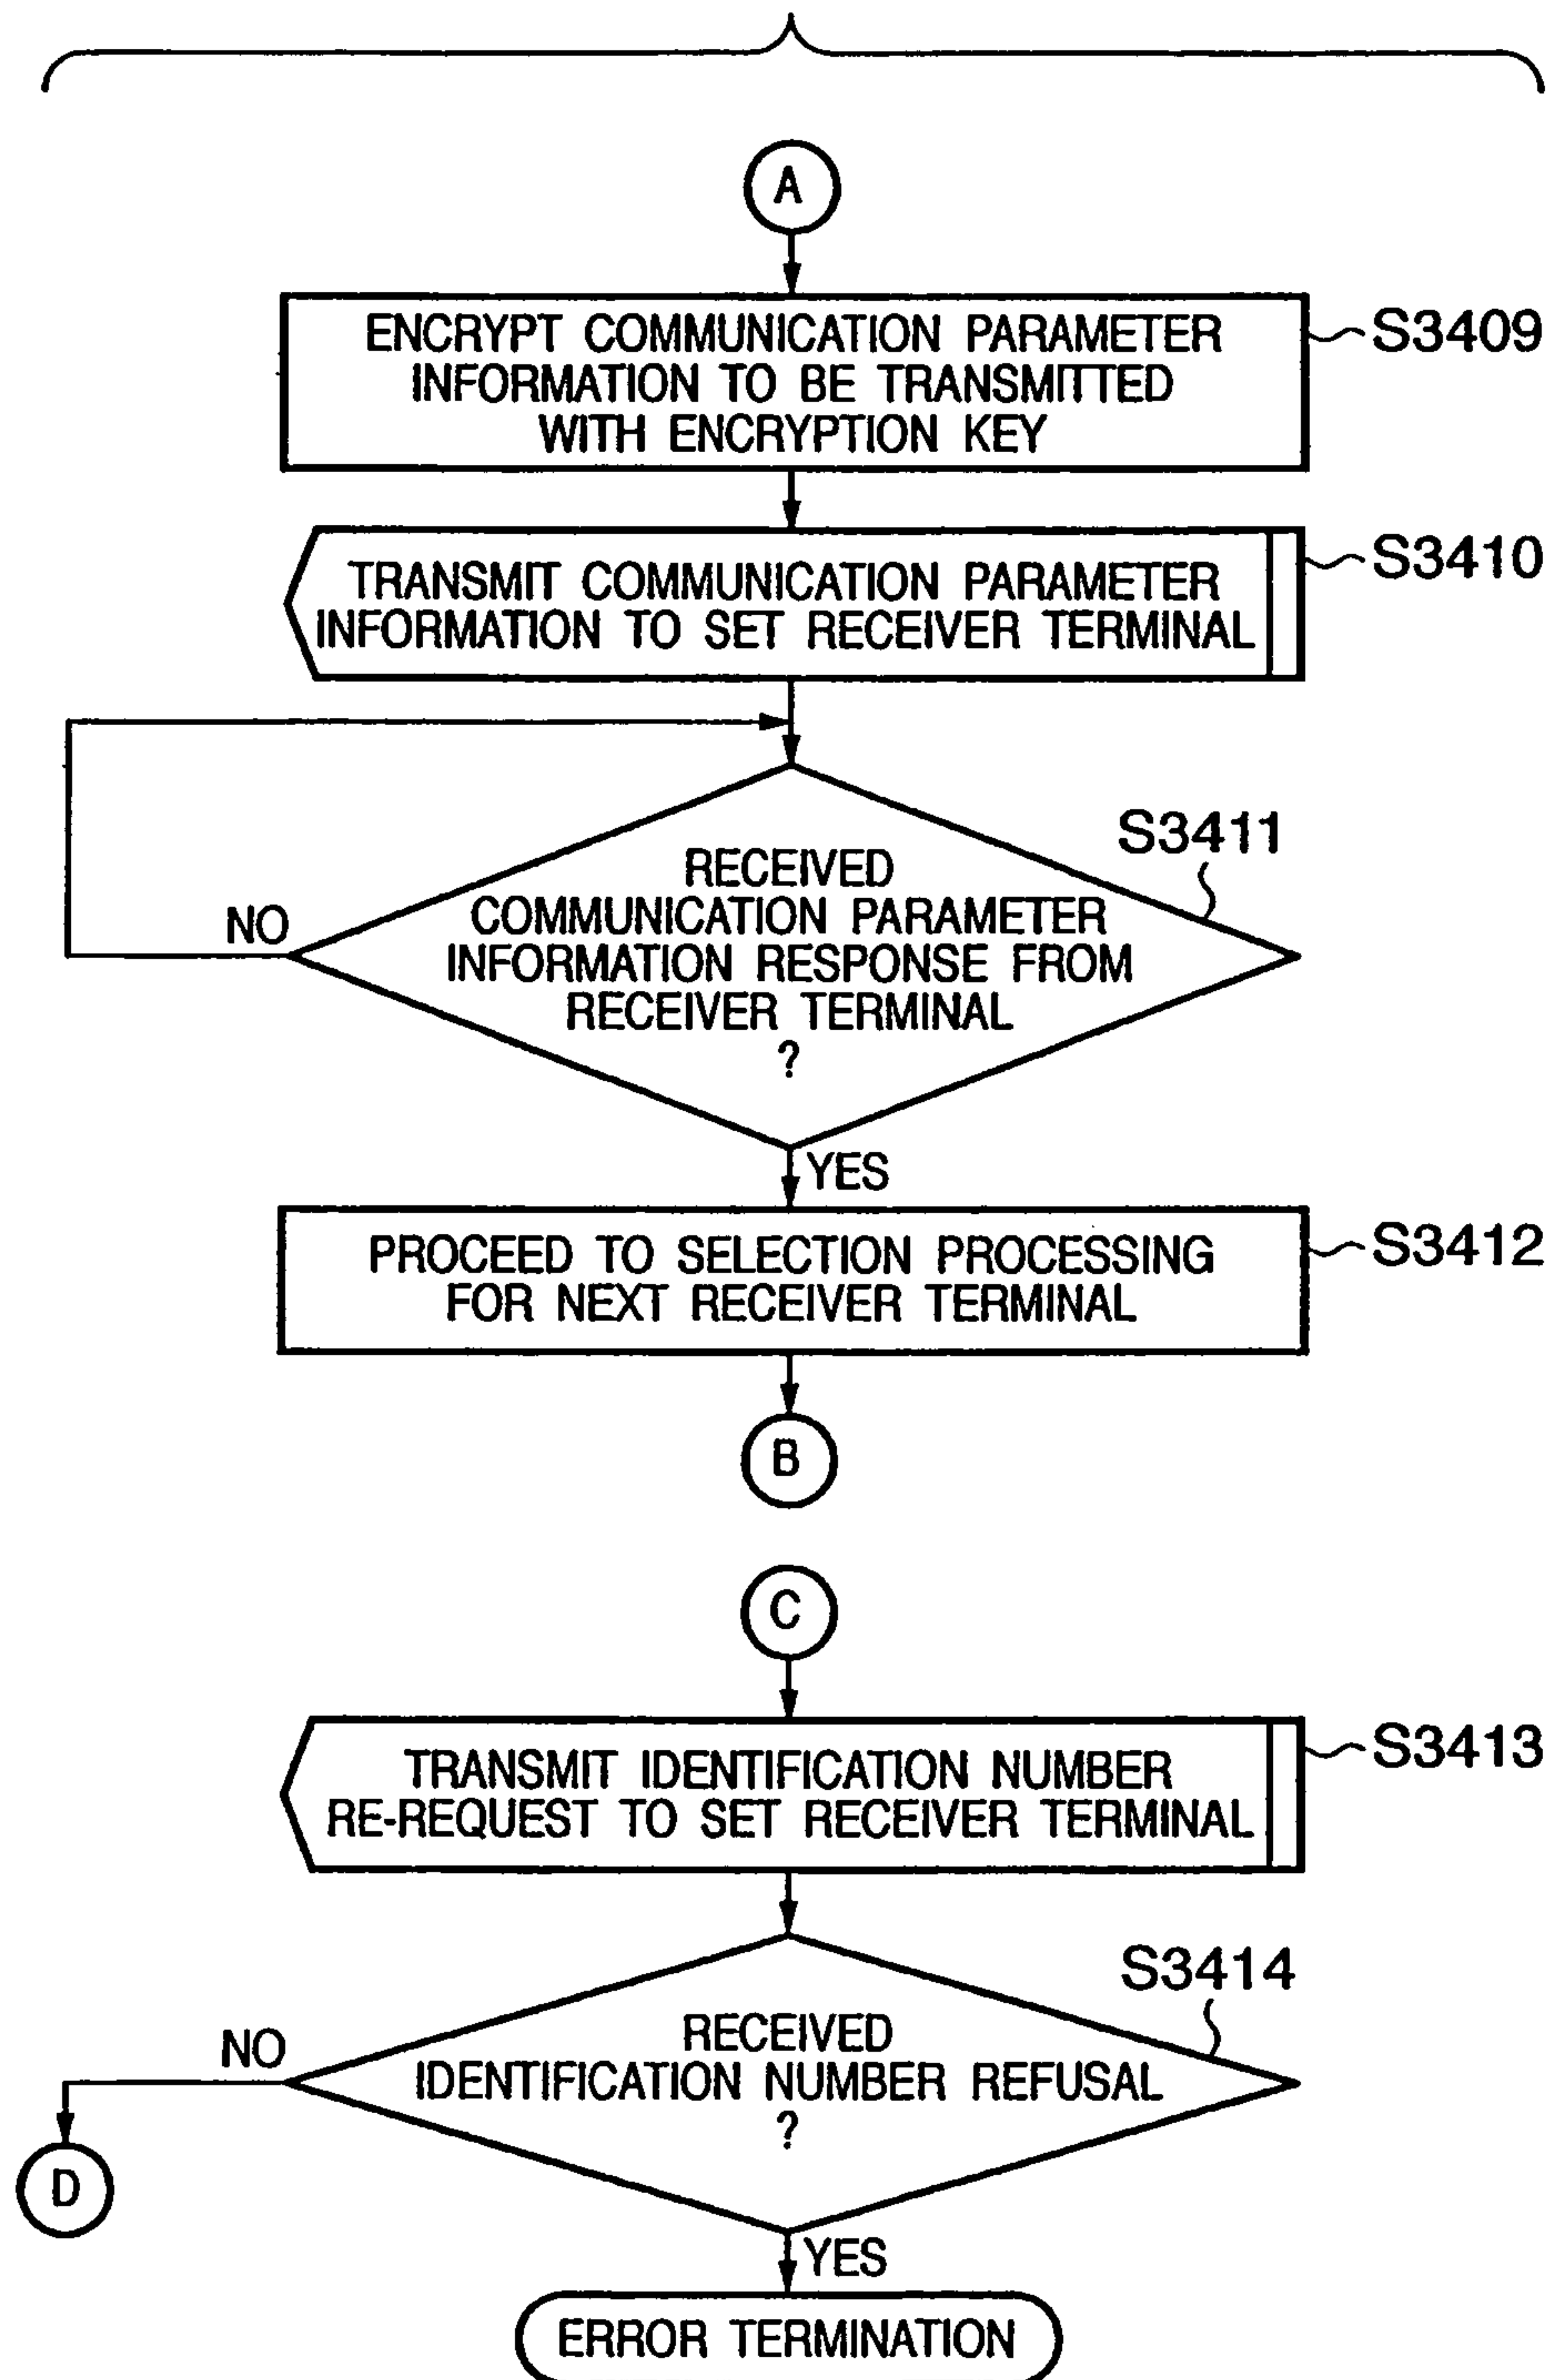 A
ENCRYPT COMMUNICATION PARAMETER
INFORMATION TO BE TRANSMITTED
WITH ENCRYPTION KEY
S3409
TRANSMIT COMMUNICATION PARAMETER
INFORMATION TO SET RECEIVER TERMINAL
S3410
S3411
RECEIVED
COMMUNICATION PARAMETER
INFORMATION RESPONSE FROM
RECEIVER TERMINAL
?
NO
YES
PROCEED TO SELECTION PROCESSING
FOR NEXT RECEIVER TERMINAL
S3412
B
C
TRANSMIT IDENTIFICATION NUMBER
RE-REQUEST TO SET RECEIVER TERMINAL
S3413
S3414
RECEIVED
IDENTIFICATION NUMBER REFUSAL
?
NO
D
YES
ERROR TERMINATION